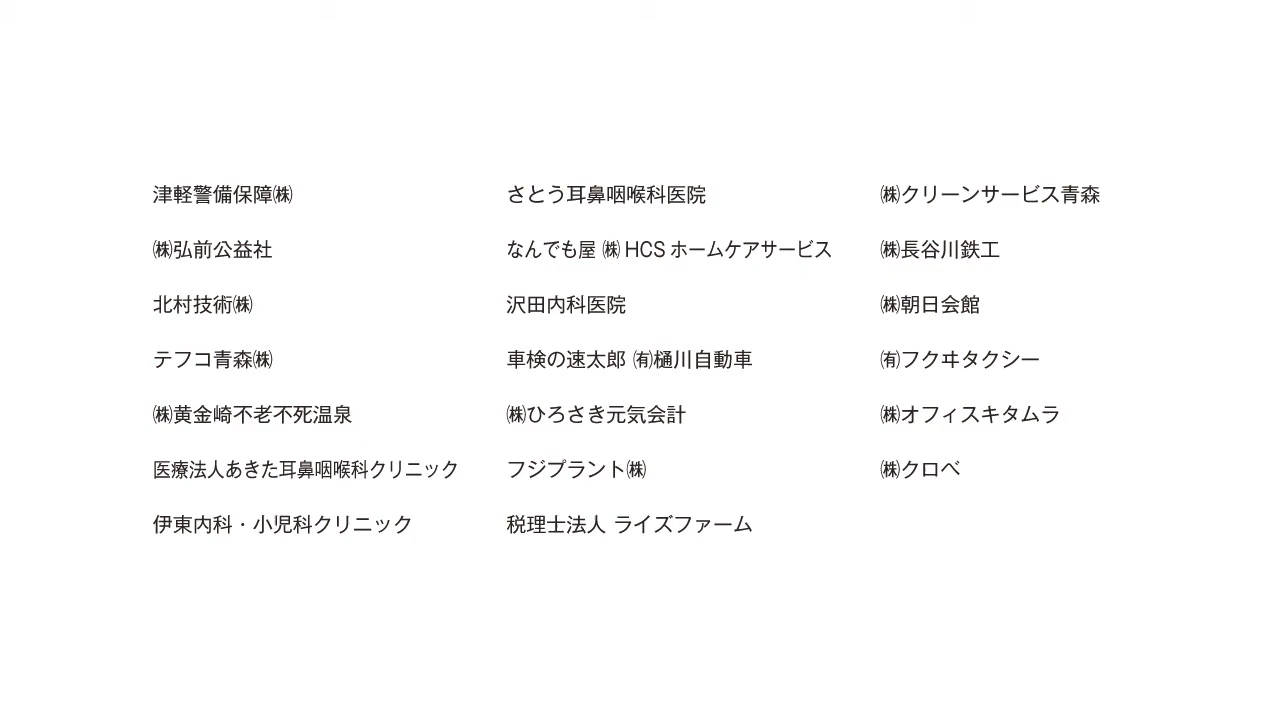 津軽警備保障㈱
㈱弘前公益社
北村技術㈱
テフコ青森㈱
㈱黄金崎不老不死温泉
医療法人あきた耳鼻咽喉科クリニック
伊東内科・小児科クリニック
さとう耳鼻咽喉科医院
なんでも屋 ㈱ HCS ホームケアサービス
沢田内科医院
車検の速太郎 ㈲樋川自動車
㈱ひろさき元気会計
フジプラント㈱
税理士法人 ライズファーム
㈱クリーンサービス青森
㈱長谷川鉄工
㈱朝日会館
㈲フクヰタクシー
㈱オフィスキタムラ
㈱クロベ